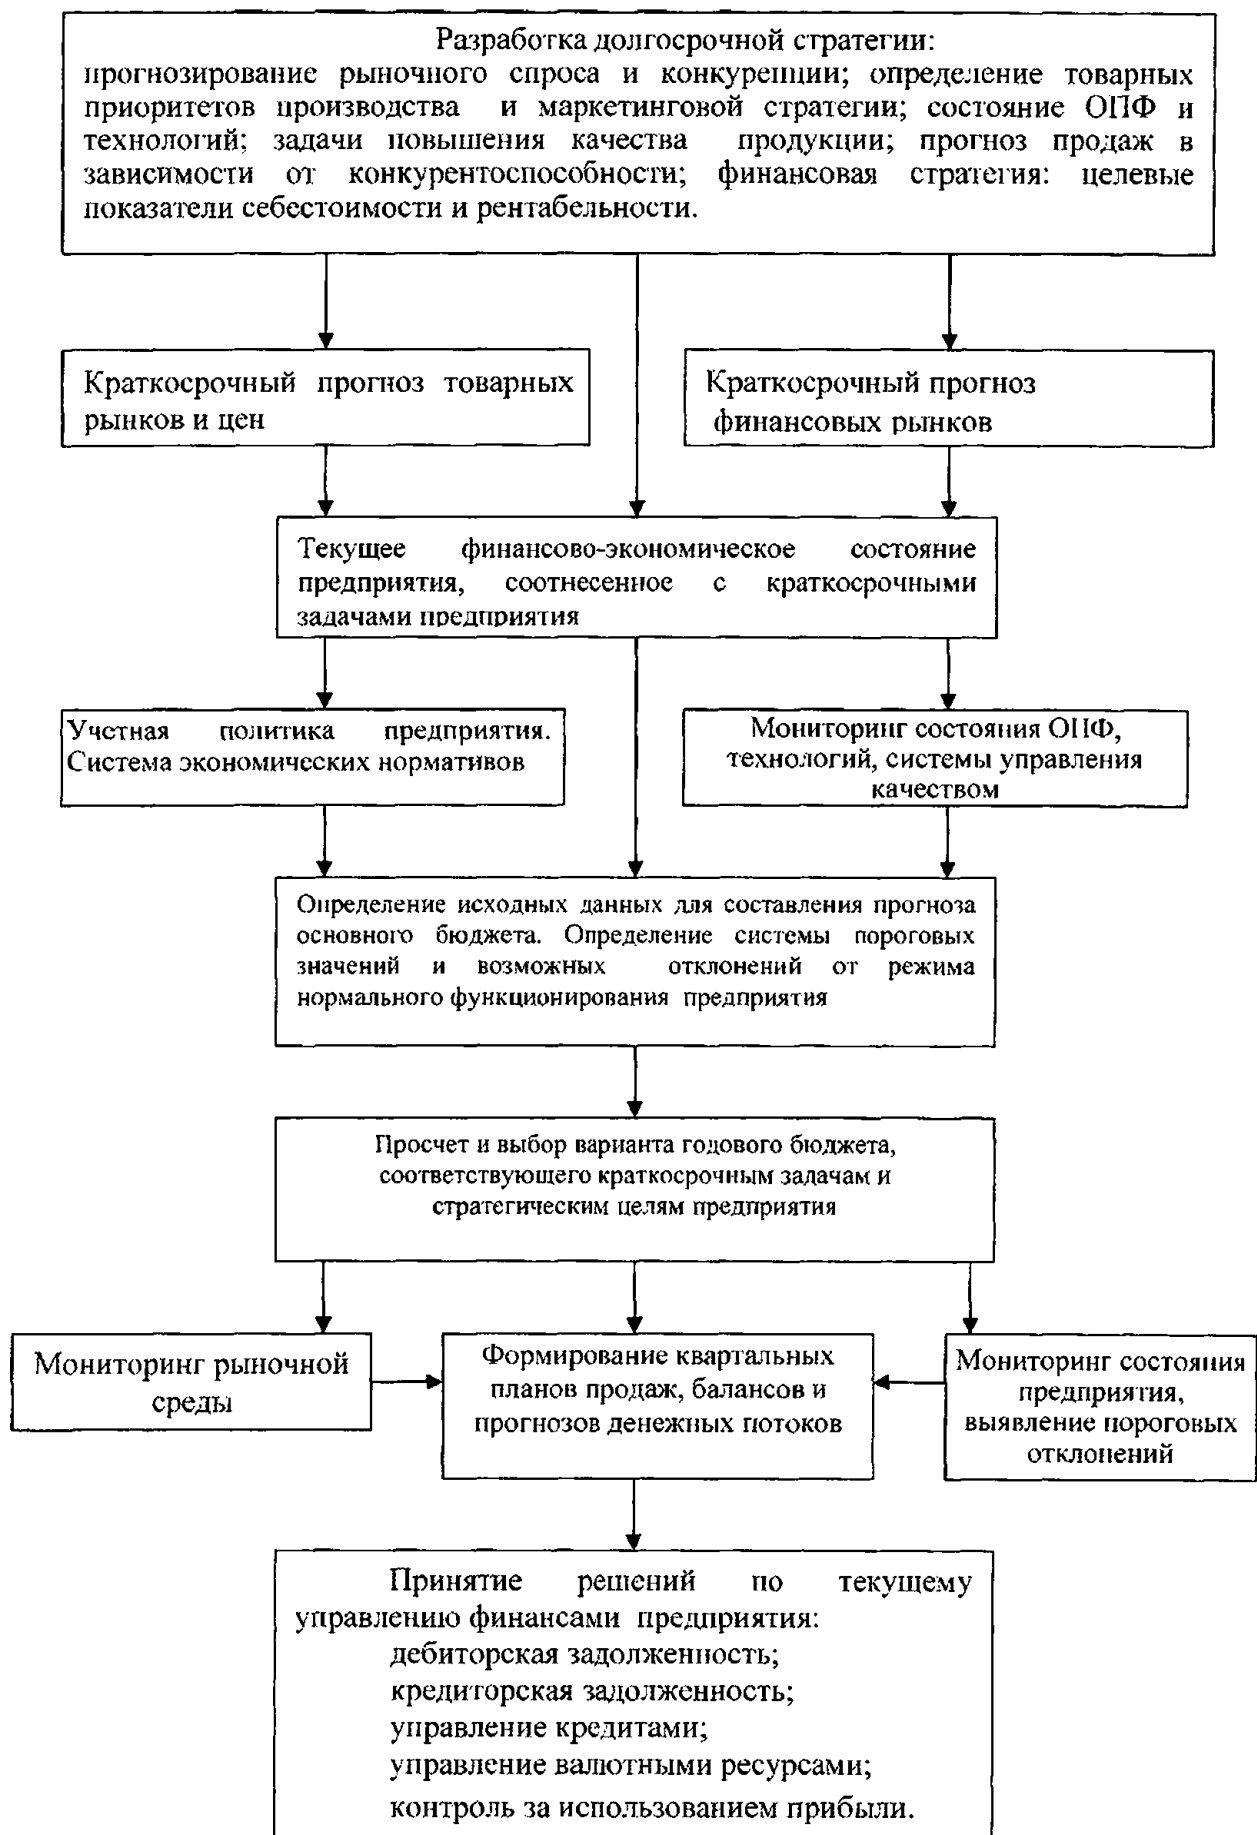 Разработка долгосрочной стратегии:
прогнозирование рыночного спроса и конкуренции; определение товарных
приоритетов производства и маркетинговой стратегии; состояние ОПФ и
технологий; задачи повышения качества продукции; прогноз продаж в
зависимости от конкурентоспособности; финансовая стратегия: целевые
показатели себестоимости и рентабельности.
Краткосрочный прогноз товарных
рынков и цен
Краткосрочный прогноз
финансовых рынков
Текущее финансово-экономическое состояние
предприятия, соотнесенное с краткосрочными
задачами предприятия
Учетная политика предприятия.
Система экономических нормативов
Мониторинг состояния ОПФ,
технологий, системы управления
качеством
Определение исходных данных для составления прогноза
основного бюджета. Определение системы пороговых
значений и возможных отклонений от режима
нормального функционирования предприятия
Просчет и выбор варианта годового бюджета,
соответствующего краткосрочным задачам и
стратегическим целям предприятия
Мониторинг рыночной
среды
Формирование квартальных
планов продаж, балансов и
прогнозов денежных потоков
Мониторинг состояния
предприятия,
выявление пороговых
отклонений
Принятие решений по текущему
управлению финансами предприятия:
дебиторская задолженность;
кредиторская задолженность;
управление кредитами;
управление валютными ресурсами;
контроль за использованием прибыли.